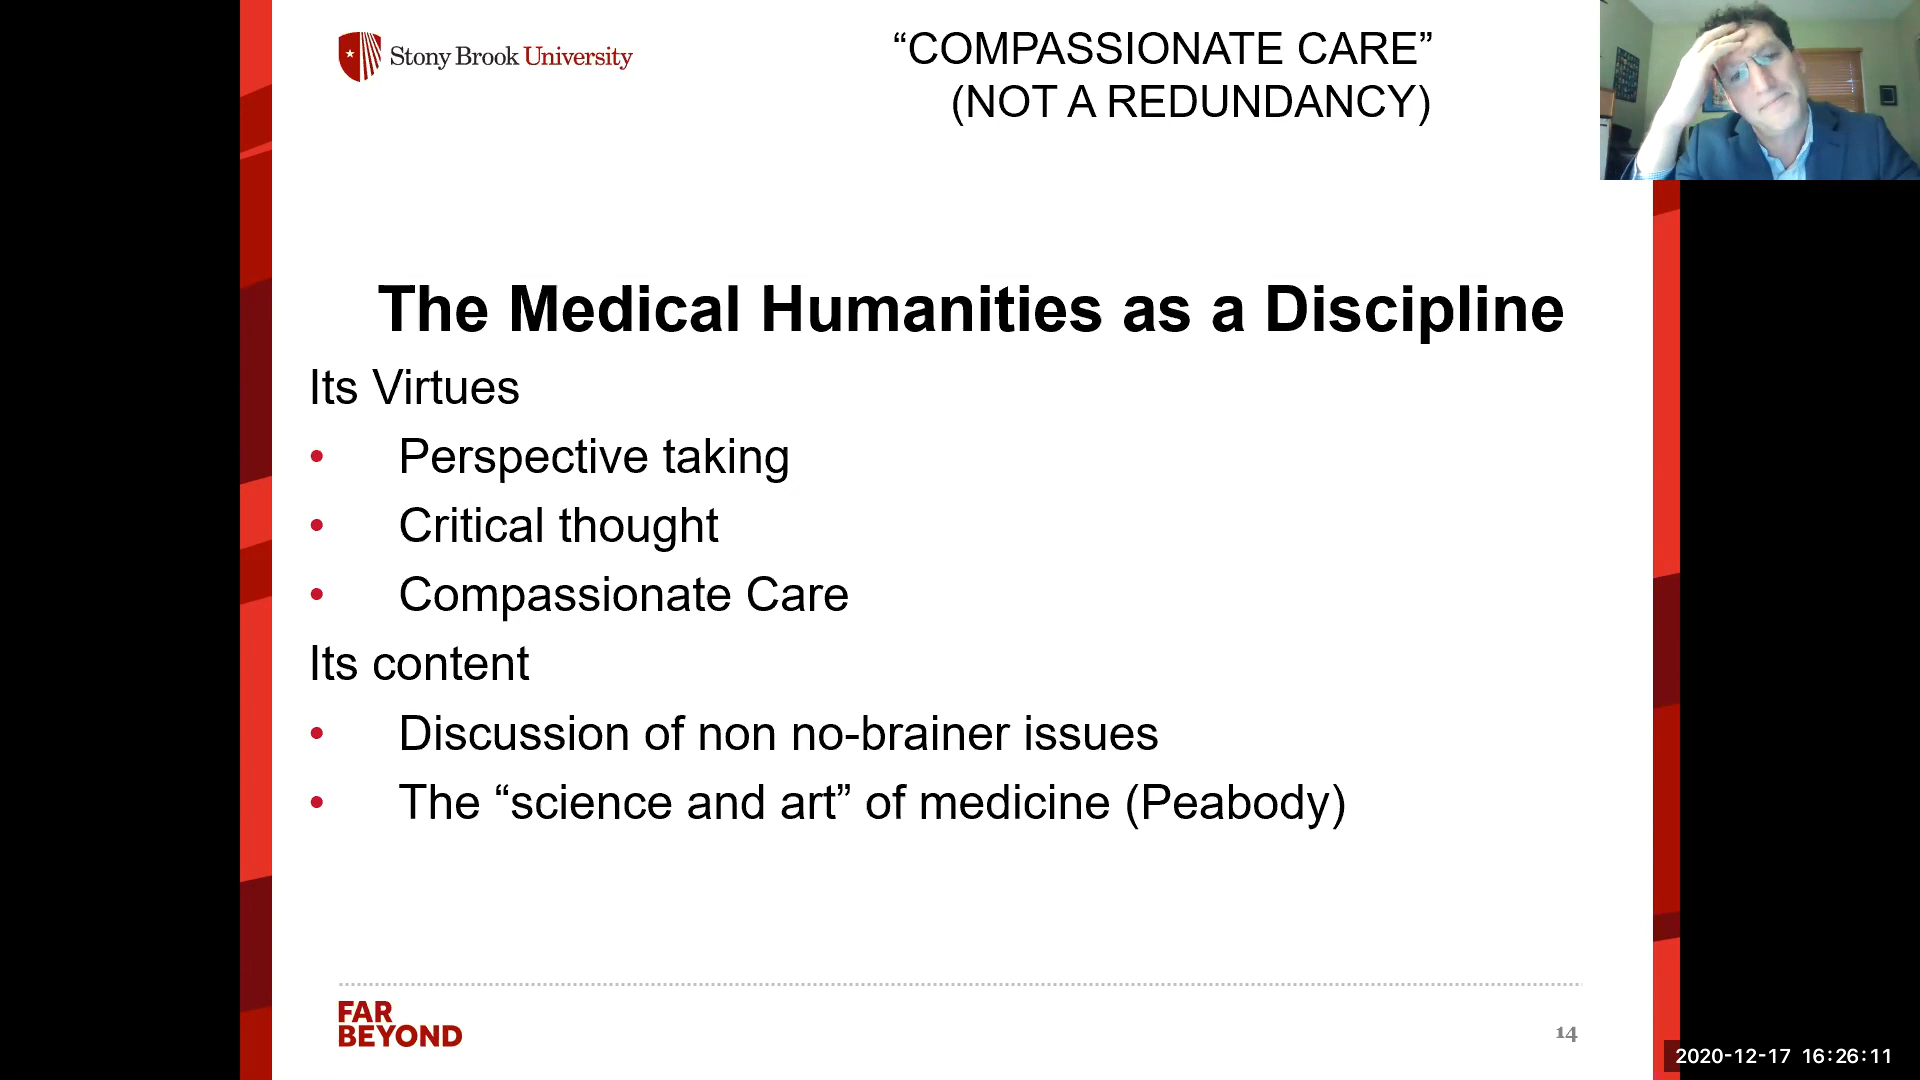 Stony Brook University
“COMPASSIONATE CARE”
(NOT A REDUNDANCY)
The Medical Humanities as a Discipline
Its Virtues
• Perspective taking
• Critical thought
• Compassionate Care
Its content
• Discussion of non no-brainer issues
• The “science and art” of medicine (Peabody)
FAR
BEYOND
14
2020-12-17 16:26:11